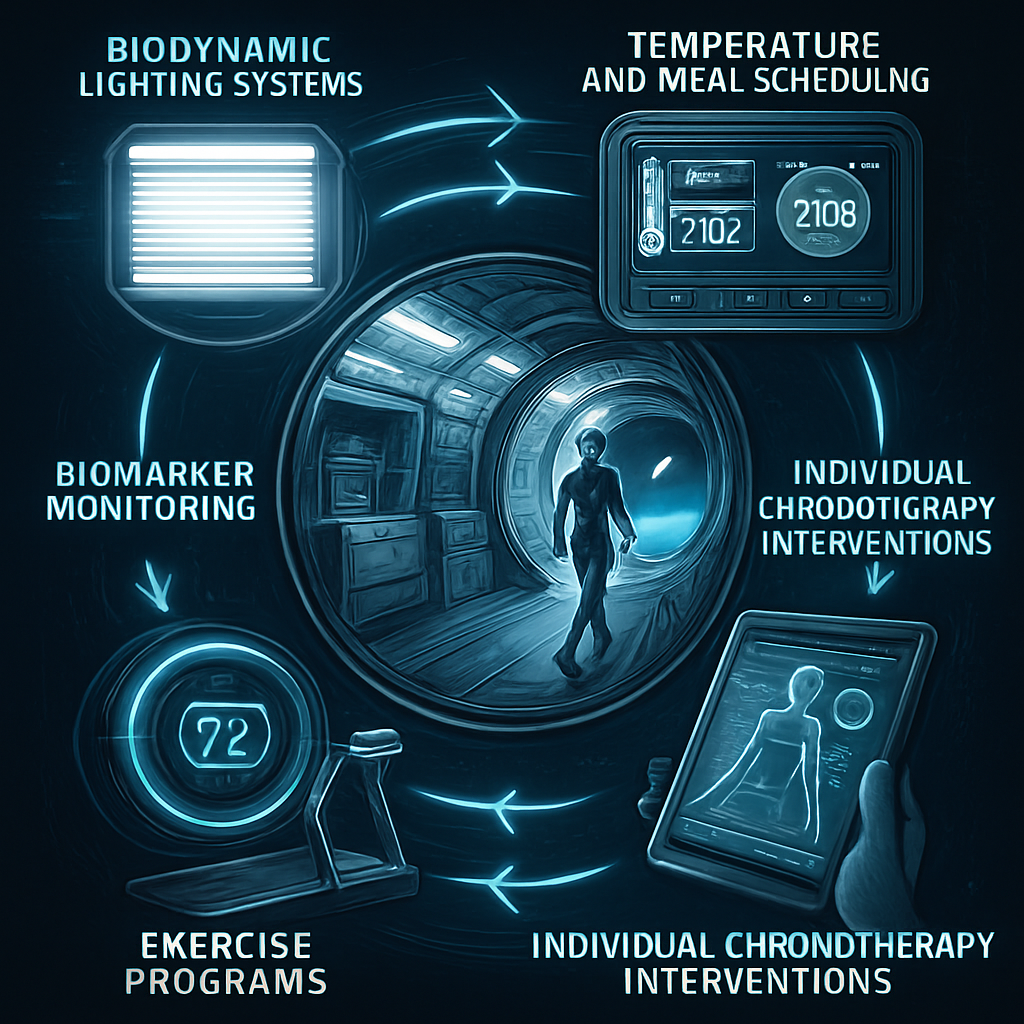 BIODYNAMIC
LIGHTING SYSTEMS
TEMPERATURE
AND MEAL SCHEDULNG
2102
2108
BIOMARKER
MONITORING
INDIVIDUAL
CHRODOTIGRAPY
INTERVENTIONS
72
EKERCISE
PROGRAMS
INDIVIDUAL CHRONDTHERAPY
INTERVENTIONS